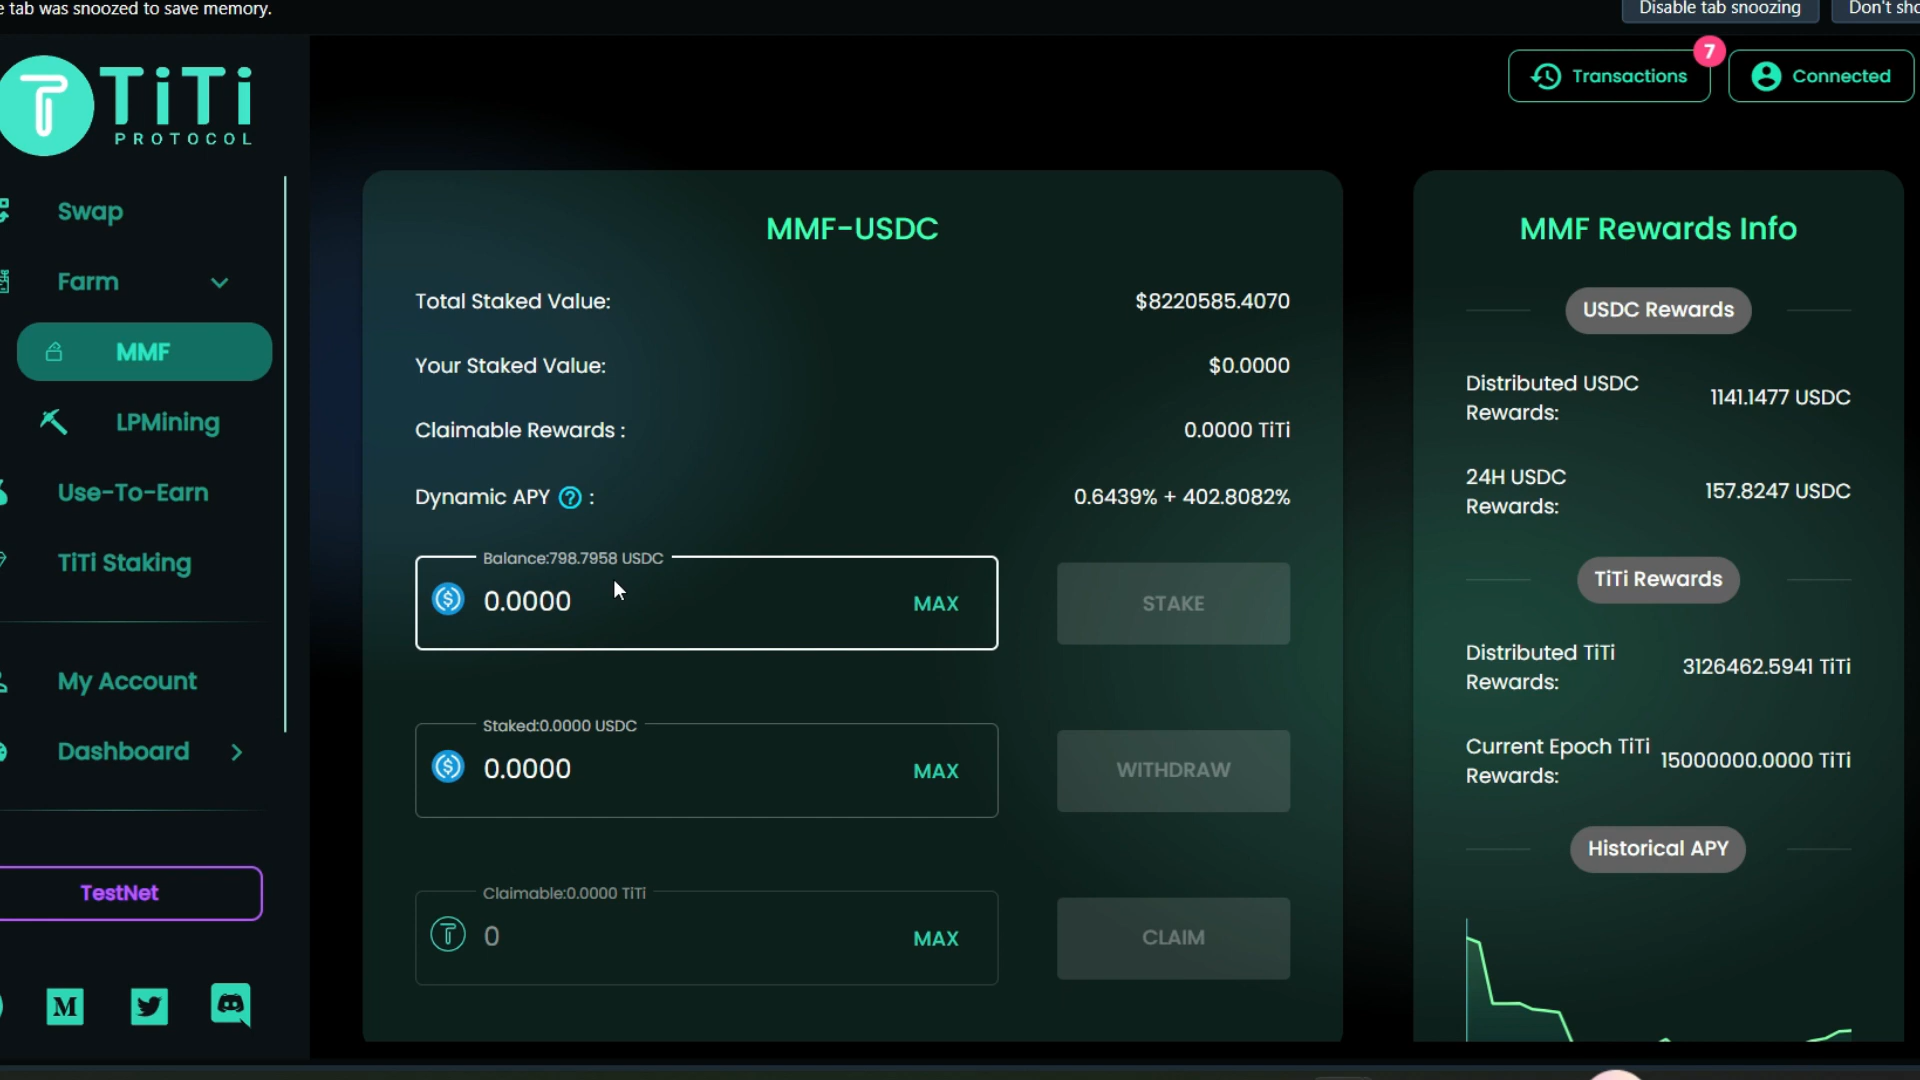 tab was snoozed to save memory.
Disable tab snoozing
Don't sho
TiTi
PROTOCOL
7
Transactions
Connected
Swap
Farm
MMF
LPMining
Use-To-Earn
TiTi Staking
My Account
Dashboard
TestNet
MMF-USDC
Total Staked Value: $8220585.4070
Your Staked Value: $0.0000
Claimable Rewards : 0.0000 TiTi
Dynamic APY ? : 0.6439% + 402.8082%
Balance:798.7958 USDC
0.0000 MAX STAKE
Staked:0.0000 USDC
0.0000 MAX WITHDRAW
Claimable:0.0000 TiTi
0 MAX CLAIM
MMF Rewards Info
USDC Rewards
Distributed USDC
Rewards:
1141.1477 USDC
24H USDC
Rewards:
157.8247 USDC
TiTi Rewards
Distributed TiTi
Rewards:
3126462.5941 TiTi
Current Epoch TiTi
Rewards:
15000000.0000 TiTi
Historical APY